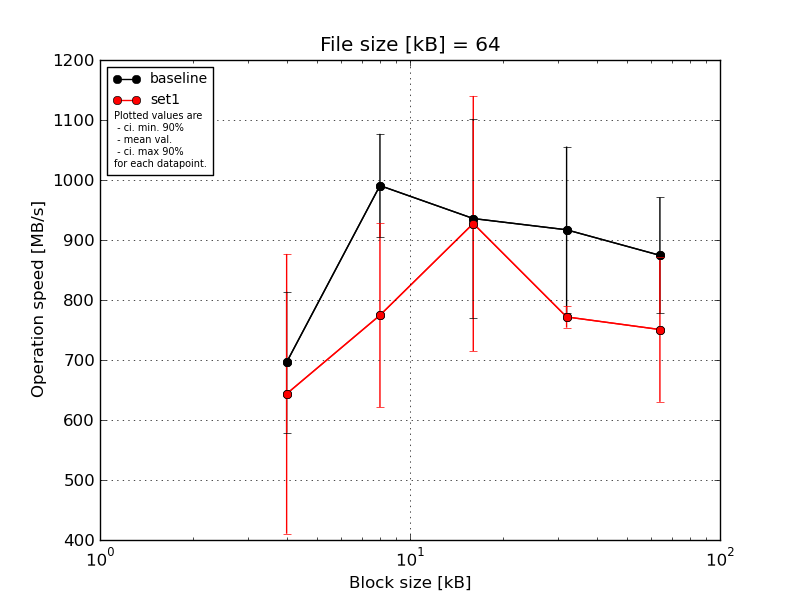 File size [kB] = 64
1200
1100
1000
900
800
700
600
500
400
Operation speed [MB/s]
baseline
set1
Plotted values are
- ci. min. 90%
- mean val.
- ci. max 90%
for each datapoint.
10⁰
10¹
10²
Block size [kB]